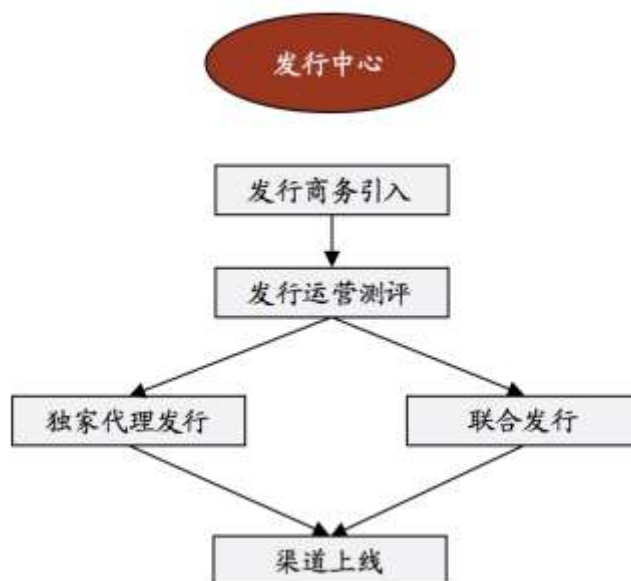 发行中心
发行商务引入
发行运营测评
独家代理发行
联合发行
渠道上线